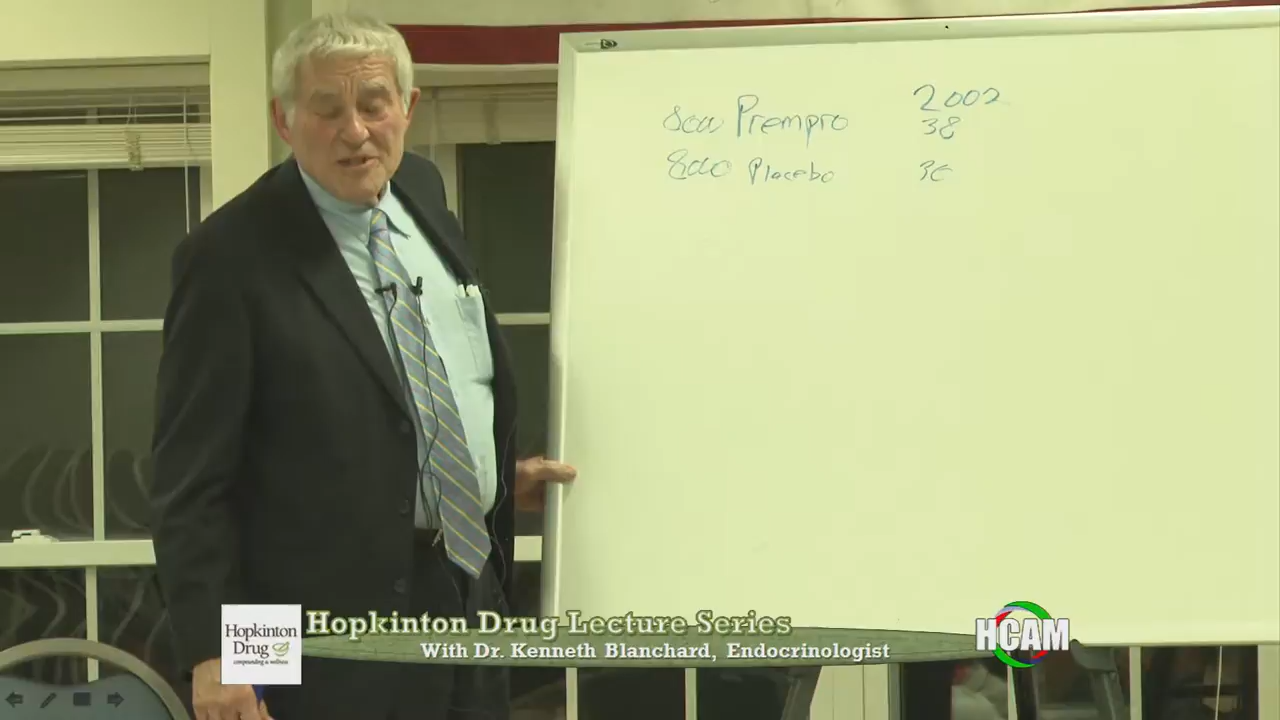 2002
800 Prempro 38
8000 Placebo 30
Hopkinton Drug Lecture Series
With Dr. Kenneth Blanchard, Endocrinologist
Hopkinton
Drug
compounding & wellness
HCAM